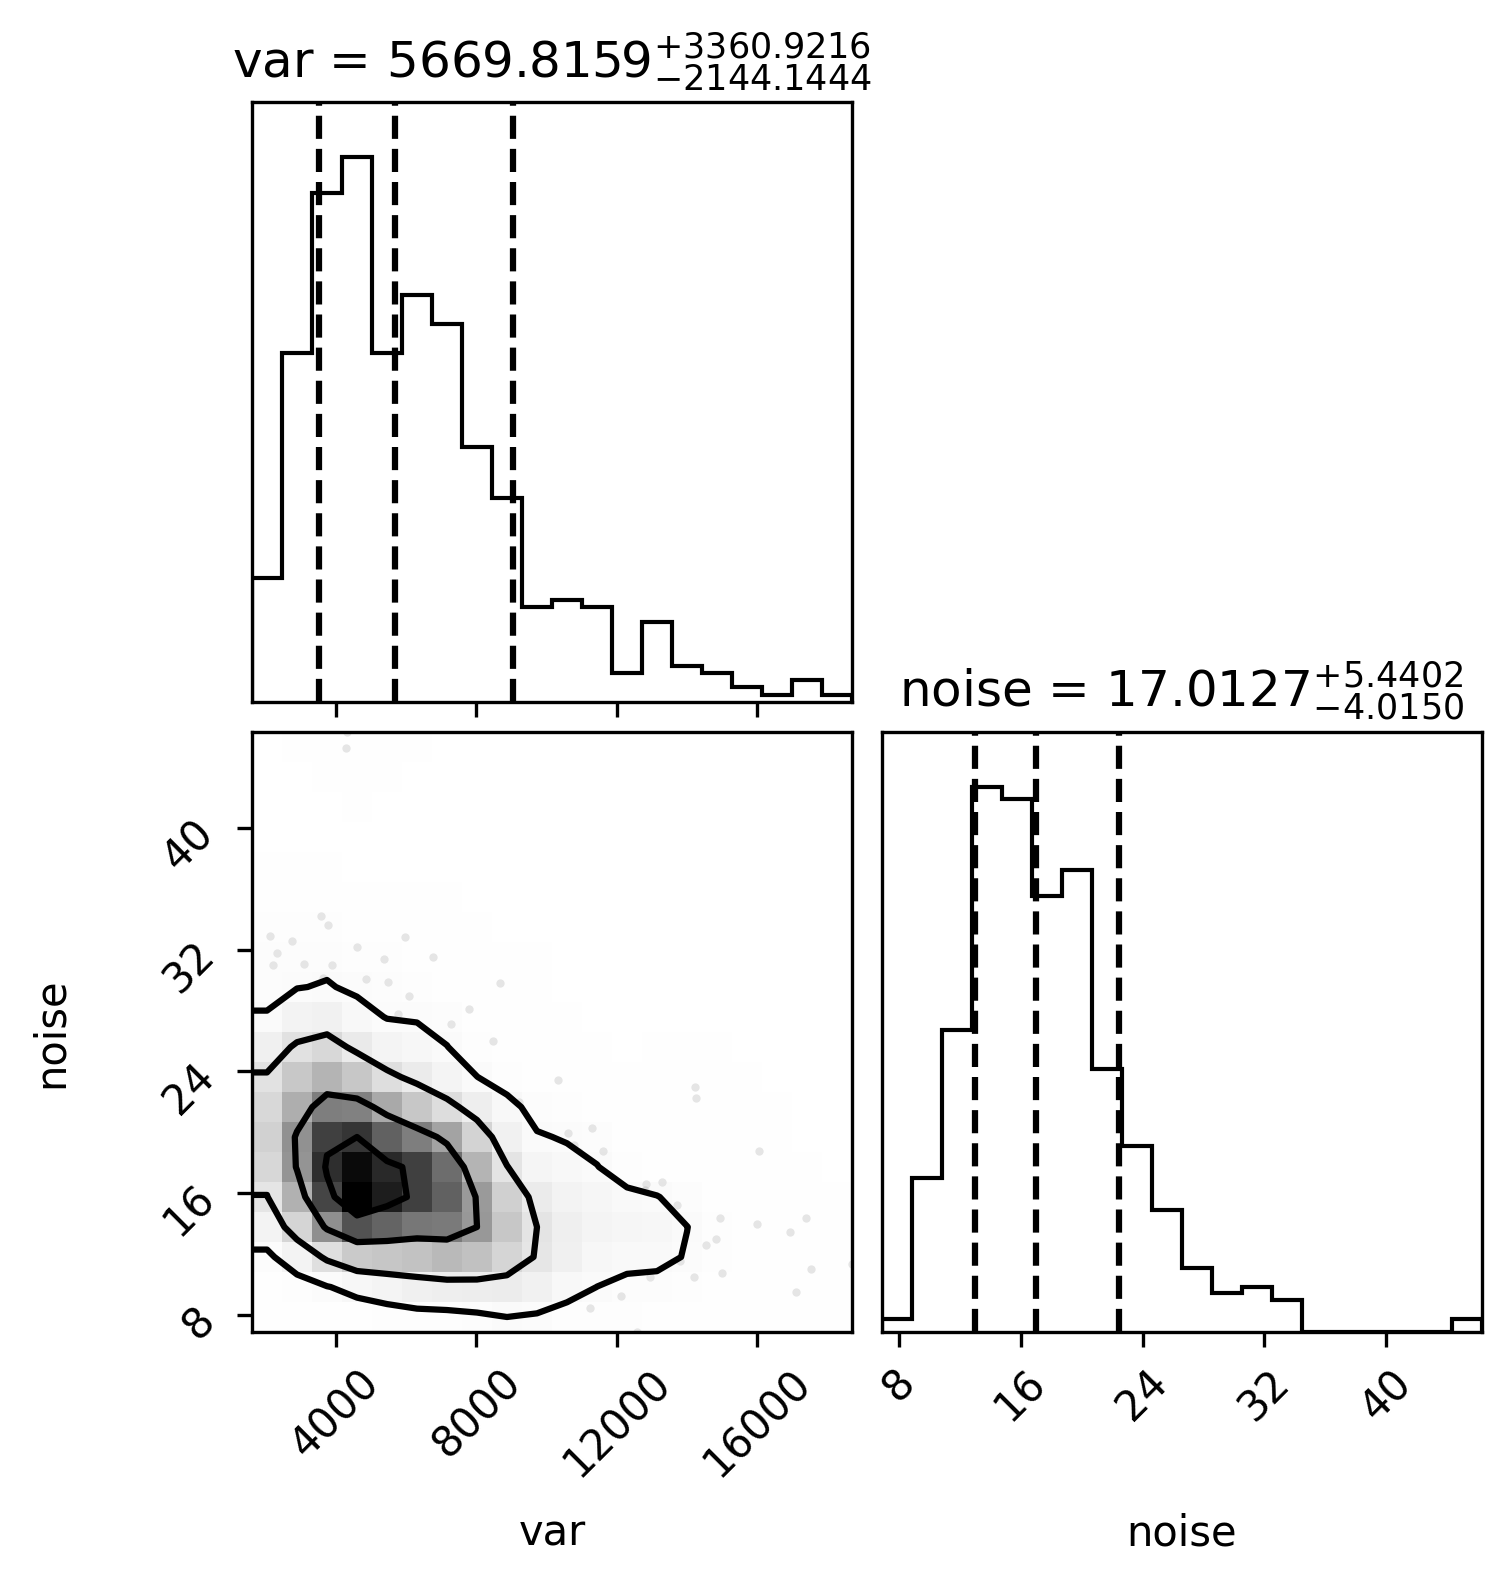 var = 5669.8159+3360.9216−2144.1444
noise = 17.0127+5.4402−4.0150
40
32
24
16
8
noise
4000
8000
12000
16000
var
8
16
24
32
40
noise